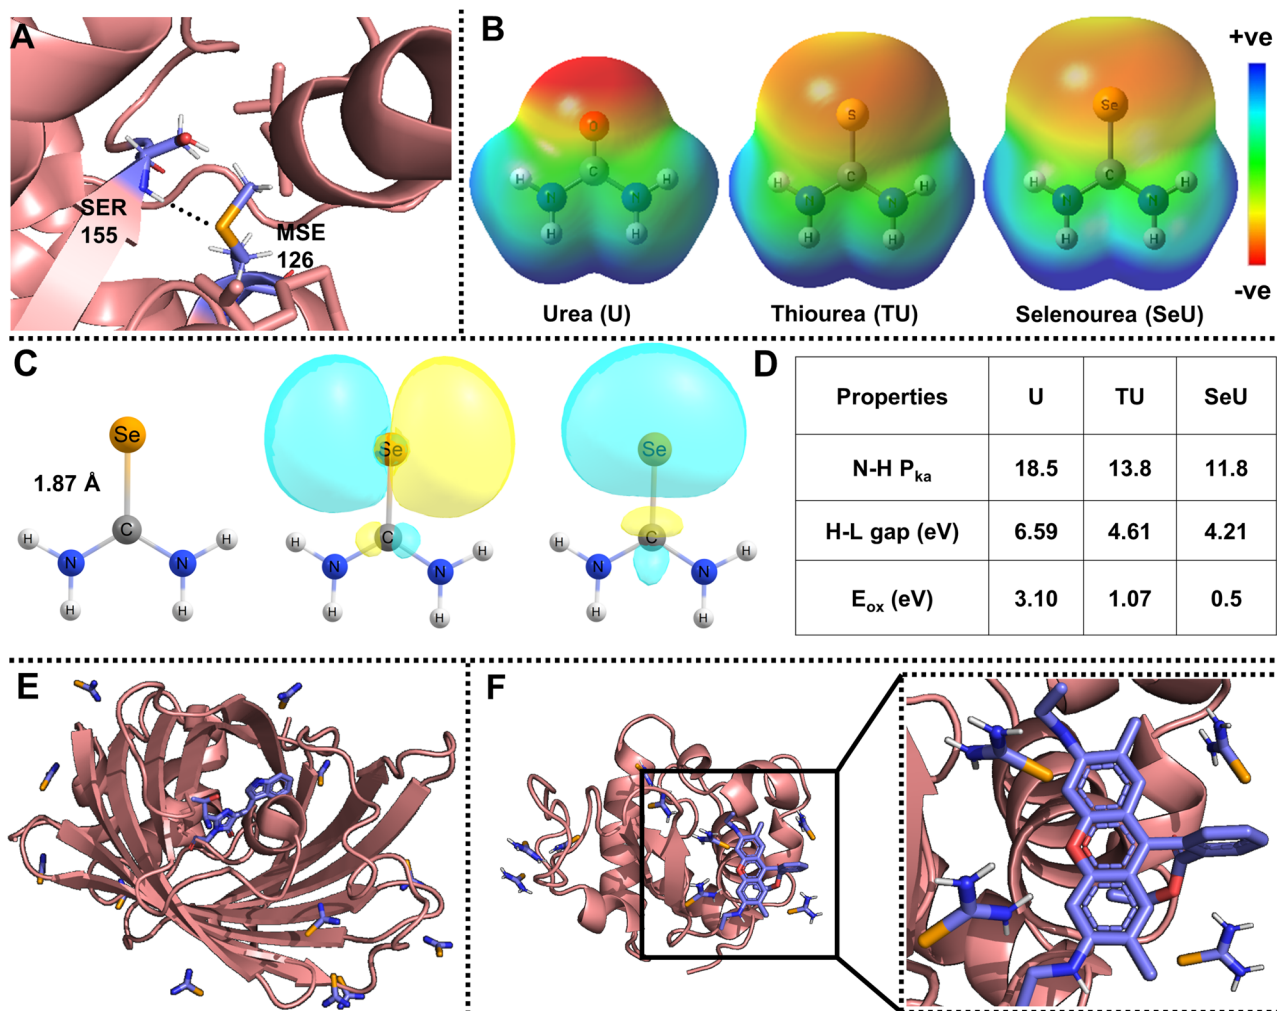 A
SER
155
MSE
126
B
+ve
-ve
O
C
H
N
N
H
H
H
S
C
H
N
N
H
H
H
Se
C
H
N
N
H
H
H
Urea (U)
Thiourea (TU)
Selenourea (SeU)
C
Se
1.87 Å
C
H
N
N
H
H
H
Se
C
H
N
N
H
H
H
Se
C
H
N
N
H
H
H
D
Properties U TU SeU
N-H Pka 18.5 13.8 11.8
H-L gap (eV) 6.59 4.61 4.21
Eox (eV) 3.10 1.07 0.5
E
F